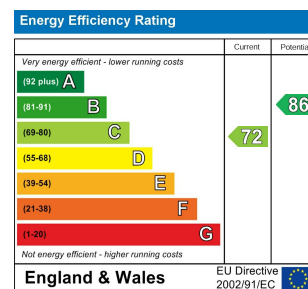 Energy Efficiency Rating
Current Potentia
Very energy efficient - lower running costs
(92 plus) A
(81-91) B 86
(69-80) C 72
(55-68) D
(39-54) E
(21-38) F
(1-20) G
Not energy efficient - higher running costs
England & Wales
EU Directive
2002/91/EC